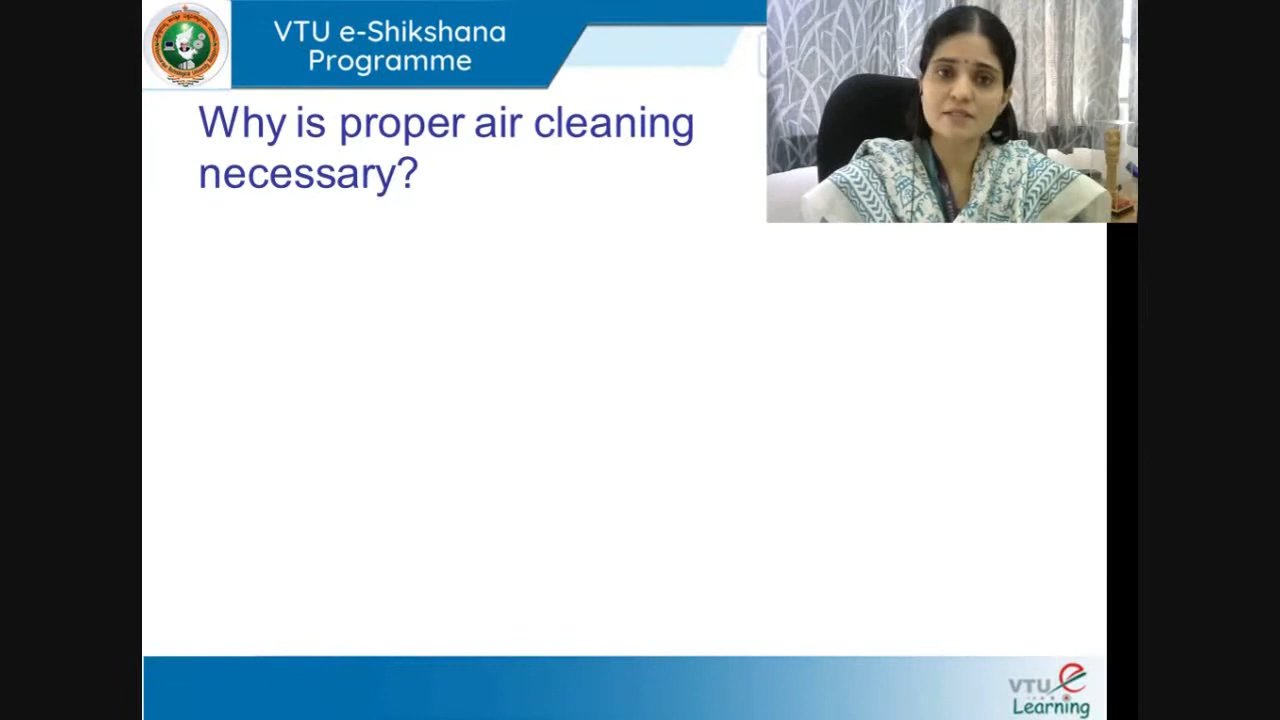 VTU e-Shikshana
Programme
Why is proper air cleaning
necessary?
VTU e
Learning